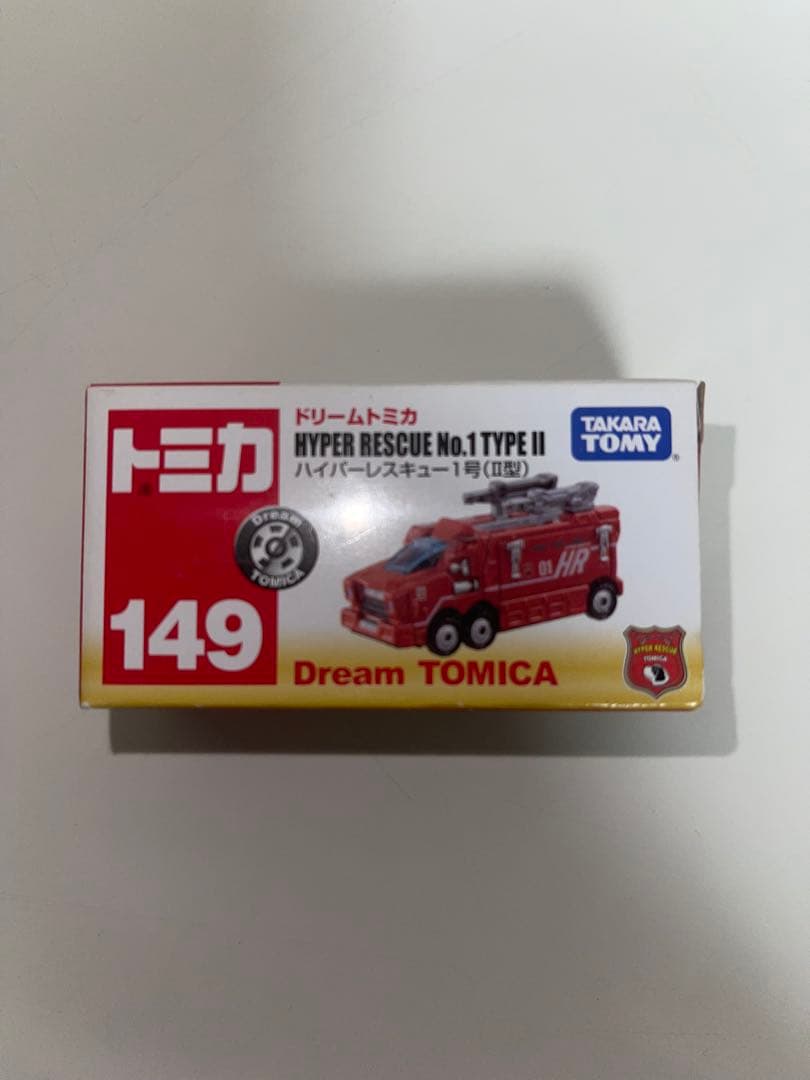 トミカ
Dream
TOMICA
149
ドリームトミカ
HYPER RESCUE No.1 TYPE II
ハイパーレスキュー1号(II型)
TAKARA
TOMY
01 HR
HYPER RESCUE
TOMICA
Dream TOMICA